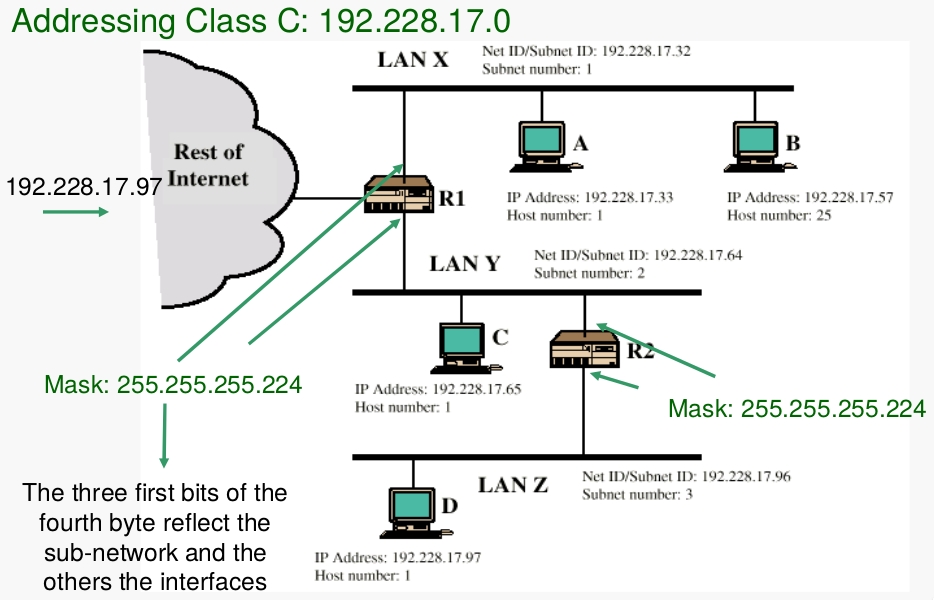 Addressing Class C: 192.228.17.0
LAN X
Net ID/Subnet ID: 192.228.17.32
Subnet number: 1
Rest of
Internet
192.228.17.97
R1
A
B
IP Address: 192.228.17.33
Host number: 1
IP Address: 192.228.17.57
Host number: 25
LAN Y
Net ID/Subnet ID: 192.228.17.64
Subnet number: 2
C
R2
IP Address: 192.228.17.65
Host number: 1
Mask: 255.255.255.224
Mask: 255.255.255.224
The three first bits of the
fourth byte reflect the
sub-network and the
others the interfaces
LAN Z
Net ID/Subnet ID: 192.228.17.96
Subnet number: 3
D
IP Address: 192.228.17.97
Host number: 1